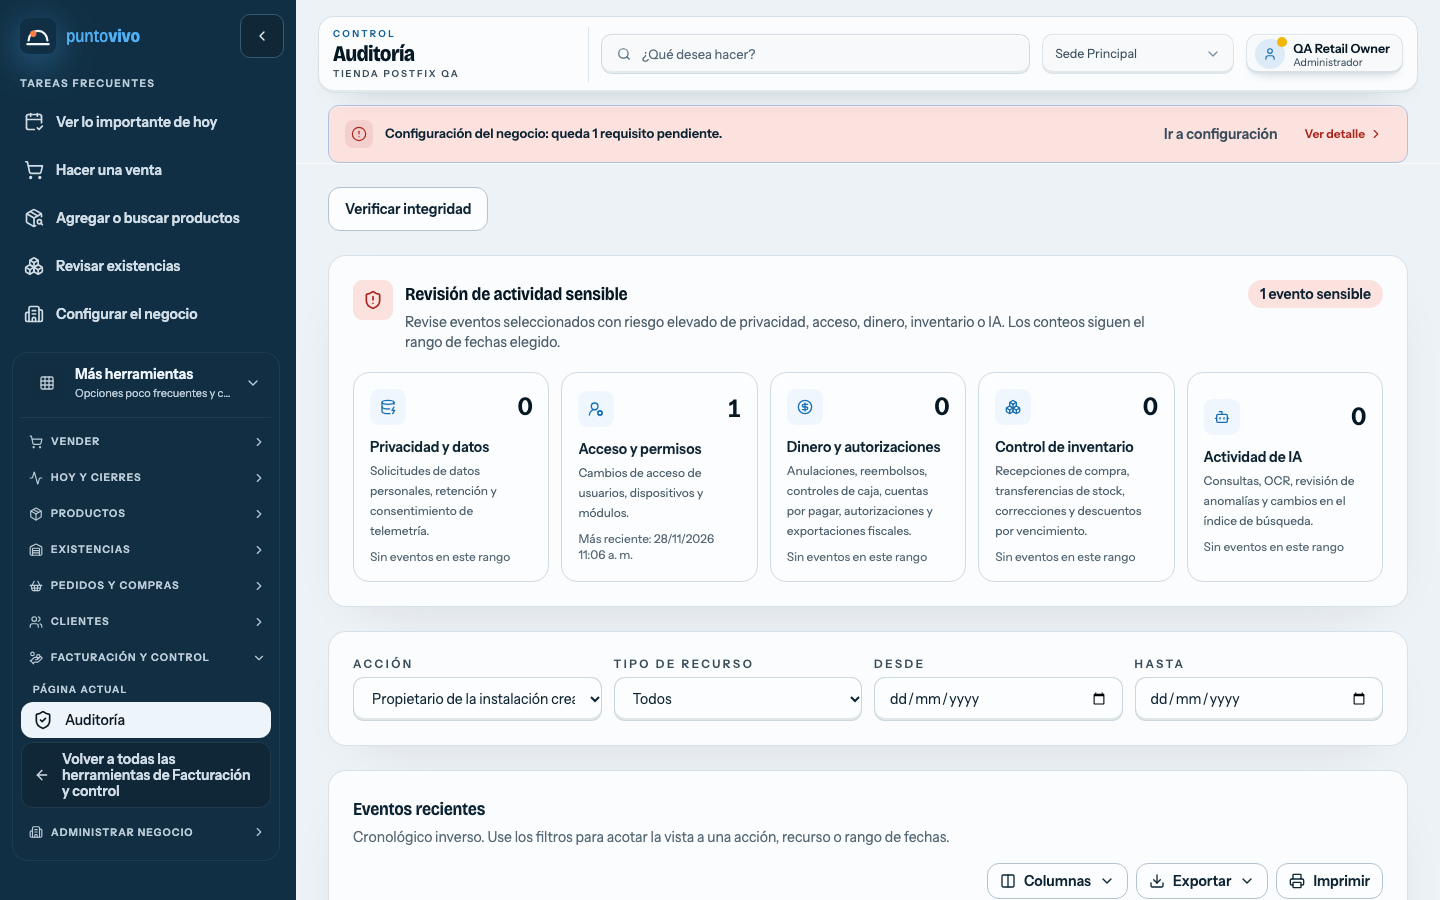 puntovivo
TAREAS FRECUENTES
Ver lo importante de hoy
Hacer una venta
Agregar o buscar productos
Revisar existencias
Configurar el negocio
Más herramientas
Opciones poco frecuentes y c...
VENDER
HOY Y CIERRES
PRODUCTOS
EXISTENCIAS
PEDIDOS Y COMPRAS
CLIENTES
FACTURACIÓN Y CONTROL
PÁGINA ACTUAL
Auditoría
Volver a todas las
herramientas de Facturación
y control
ADMINISTRAR NEGOCIO
CONTROL
Auditoría
TIENDA POSTFIX QA
¿Qué desea hacer?
Sede Principal
QA Retail Owner
Administrador
Configuración del negocio: queda 1 requisito pendiente.
Ir a configuración
Ver detalle
Verificar integridad
Revisión de actividad sensible
1 evento sensible
Revise eventos seleccionados con riesgo elevado de privacidad, acceso, dinero, inventario o IA. Los conteos siguen el
rango de fechas elegido.
0
Privacidad y datos
Solicitudes de datos
personales, retención y
consentimiento de
telemetría.
Sin eventos en este rango
1
Acceso y permisos
Cambios de acceso de
usuarios, dispositivos y
módulos.
Más reciente: 28/11/2026
11:06 a. m.
0
Dinero y autorizaciones
Anulaciones, reembolsos,
controles de caja, cuentas
por pagar, autorizaciones y
exportaciones fiscales.
Sin eventos en este rango
0
Control de inventario
Recepciones de compra,
transferencias de stock,
correcciones y descuentos
por vencimiento.
Sin eventos en este rango
0
Actividad de IA
Consultas, OCR, revisión de
anomalías y cambios en el
índice de búsqueda.
Sin eventos en este rango
ACCIÓN
Propietario de la instalación crea
TIPO DE RECURSO
Todos
DESDE
dd/mm/yyyy
HASTA
dd/mm/yyyy
Eventos recientes
Cronológico inverso. Use los filtros para acotar la vista a una acción, recurso o rango de fechas.
Columnas
Exportar
Imprimir